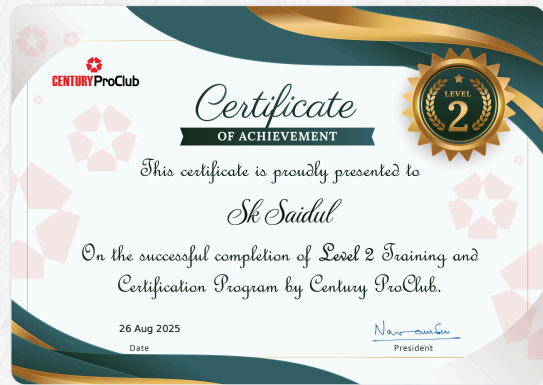 CENTURY ProClub
LEVEL
2
Certificate
OF ACHIEVEMENT
This certificate is proudly presented to
Sk Saidul
On the successful completion of Level 2 Training and
Certification Program by Century ProClub.
26 Aug 2025
Date
President